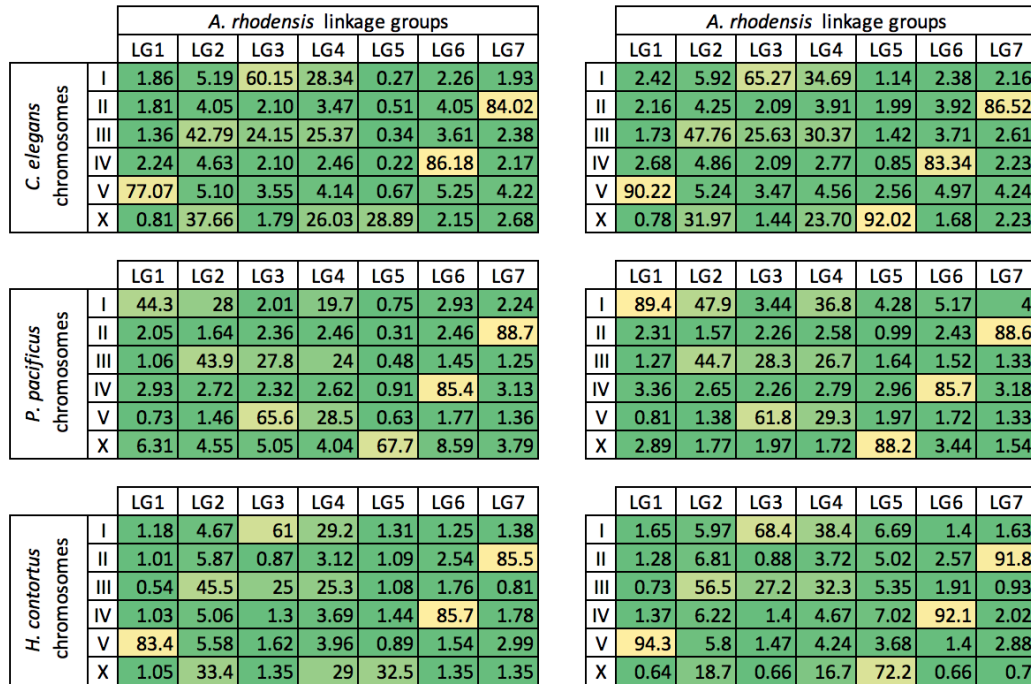 A. rhodensis linkage groups A. rhodensis linkage groups
LG1 LG2 LG3 LG4 LG5 LG6 LG7 LG1 LG2 LG3 LG4 LG5 LG6 LG7
C. elegans chromosomes
I 1.86 5.19 60.15 28.34 0.27 2.26 1.93 I 2.42 5.92 65.27 34.69 1.14 2.38 2.16
II 1.81 4.05 2.10 3.47 0.51 4.05 84.02 II 2.16 4.25 2.09 3.91 1.99 3.92 86.52
III 1.36 42.79 24.15 25.37 0.34 3.61 2.38 III 1.73 47.76 25.63 30.37 1.42 3.71 2.61
IV 2.24 4.63 2.10 2.46 0.22 86.18 2.17 IV 2.68 4.86 2.09 2.77 0.85 83.34 2.23
V 77.07 5.10 3.55 4.14 0.67 5.25 4.22 V 90.22 5.24 3.47 4.56 2.56 4.97 4.24
X 0.81 37.66 1.79 26.03 28.89 2.15 2.68 X 0.78 31.97 1.44 23.70 92.02 1.68 2.23
LG1 LG2 LG3 LG4 LG5 LG6 LG7 LG1 LG2 LG3 LG4 LG5 LG6 LG7
P. pacificus chromosomes
I 44.3 28 2.01 19.7 0.75 2.93 2.24 I 89.4 47.9 3.44 36.8 4.28 5.17 4
II 2.05 1.64 2.36 2.46 0.31 2.46 88.7 II 2.31 1.57 2.26 2.58 0.99 2.43 88.6
III 1.06 43.9 27.8 24 0.48 1.45 1.25 III 1.27 44.7 28.3 26.7 1.64 1.52 1.33
IV 2.93 2.72 2.32 2.62 0.91 85.4 3.13 IV 3.36 2.65 2.26 2.79 2.96 85.7 3.18
V 0.73 1.46 65.6 28.5 0.63 1.77 1.36 V 0.81 1.38 61.8 29.3 1.97 1.72 1.33
X 6.31 4.55 5.05 4.04 67.7 8.59 3.79 X 2.89 1.77 1.97 1.72 88.2 3.44 1.54
LG1 LG2 LG3 LG4 LG5 LG6 LG7 LG1 LG2 LG3 LG4 LG5 LG6 LG7
H. contortus chromosomes
I 1.18 4.67 61 29.2 1.31 1.25 1.38 I 1.65 5.97 68.4 38.4 6.69 1.4 1.63
II 1.01 5.87 0.87 3.12 1.09 2.54 85.5 II 1.28 6.81 0.88 3.72 5.02 2.57 91.8
III 0.54 45.5 25 25.3 1.08 1.76 0.81 III 0.73 56.5 27.2 32.3 5.35 1.91 0.93
IV 1.03 5.06 1.3 3.69 1.44 85.7 1.78 IV 1.37 6.22 1.4 4.67 7.02 92.1 2.02
V 83.4 5.58 1.62 3.96 0.89 1.54 2.99 V 94.3 5.8 1.47 4.24 3.68 1.4 2.88
X 1.05 33.4 1.35 29 32.5 1.35 1.35 X 0.64 18.7 0.66 16.7 72.2 0.66 0.7